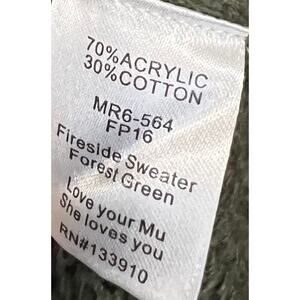 70%ACRYLIC
30%COTTON
MR6-564
FP16
Fireside Sweater
Forest Green
Love your Mu
She loves you
RN#133910